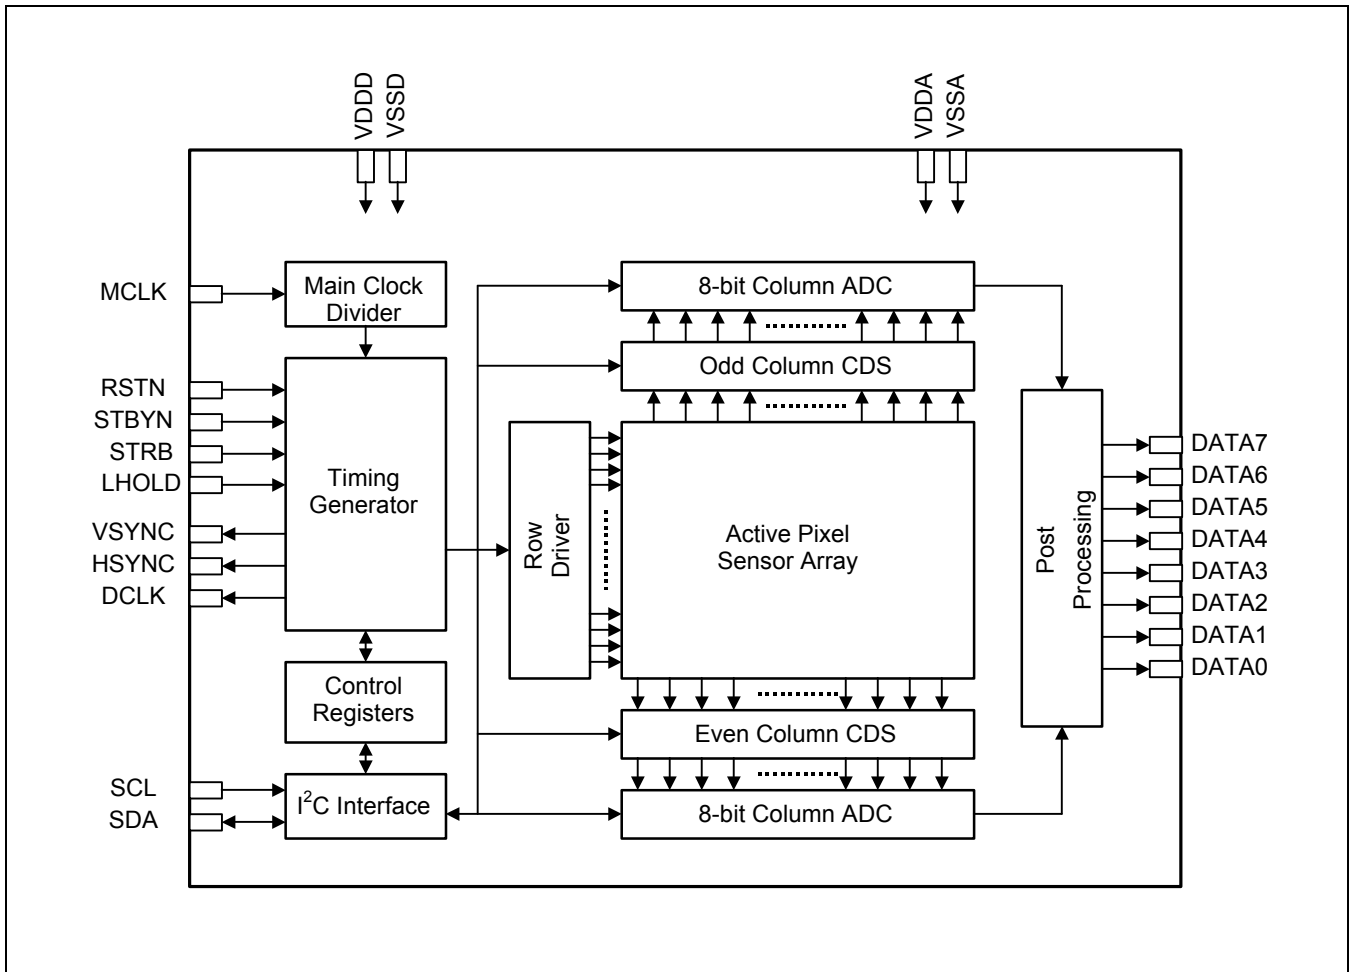 VDDD
VSSD
VDDA
VSSA
MCLK
Main Clock
Divider
8-bit Column ADC
Odd Column CDS
RSTN
STBYN
STRB
LHOLD
VSYNC
HSYNC
DCLK
Timing
Generator
Row
Driver
Active Pixel
Sensor Array
Post
Processing
DATA7
DATA6
DATA5
DATA4
DATA3
DATA2
DATA1
DATA0
Control
Registers
Even Column CDS
SCL
SDA
I²C Interface
8-bit Column ADC